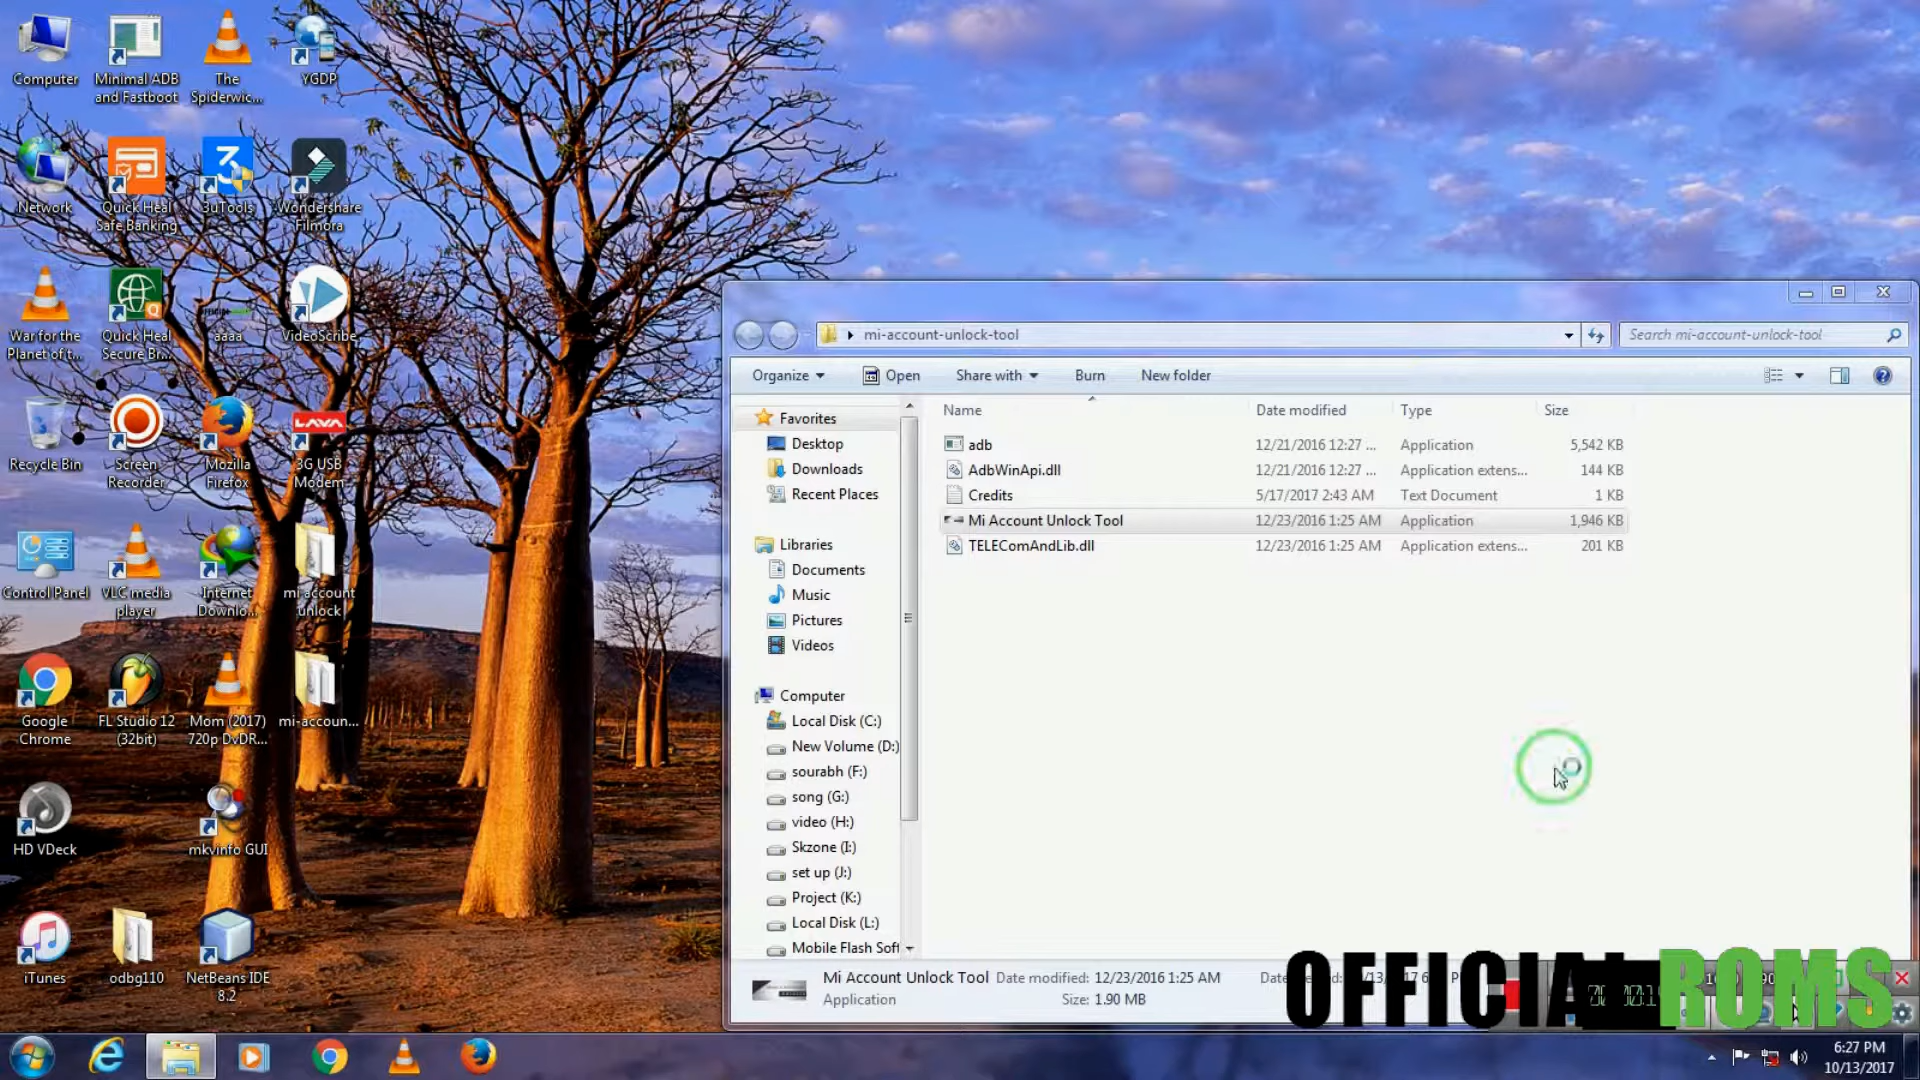 Computer
Minimal ADB
and Fastboot
The
Spiderwic...
YGDP
Network
Quick Heal
Safe Banking
3uTools
Wondershare
Filmora
War for the
Planet of t...
Quick Heal
Secure Br...
aaaa
VideoScribe
Recycle Bin
Screen
Recorder
Mozilla
Firefox
LAVA
3G USB
Modem
Control Panel
VLC media
player
Internet
Downlo...
mi account
unlock
Google
Chrome
FL Studio 12
(32bit)
Mom (2017)
720p DvDR...
mi-accoun...
HD VDeck
mkvinfo GUI
iTunes
odbg110
NetBeans IDE
8.2
mi-account-unlock-tool
Search mi-account-unlock-tool
Organize
Open
Share with
Burn
New folder
Name
Date modified
Type
Size
adb
12/21/2016 12:27 ...
Application
5,542 KB
AdbWinApi.dll
12/21/2016 12:27 ...
Application extens...
144 KB
Credits
5/17/2017 2:43 AM
Text Document
1 KB
Mi Account Unlock Tool
12/23/2016 1:25 AM
Application
1,946 KB
TELEComAndLib.dll
12/23/2016 1:25 AM
Application extens...
201 KB
Favorites
Desktop
Downloads
Recent Places
Libraries
Documents
Music
Pictures
Videos
Computer
Local Disk (C:)
New Volume (D:)
sourabh (F:)
song (G:)
video (H:)
Skzone (I:)
set up (J:)
Project (K:)
Local Disk (L:)
Mobile Flash Soft
Mi Account Unlock Tool
Date modified: 12/23/2016 1:25 AM
Application
Size: 1.90 MB
OFFICIAL ROMS
6:27 PM
10/13/2017